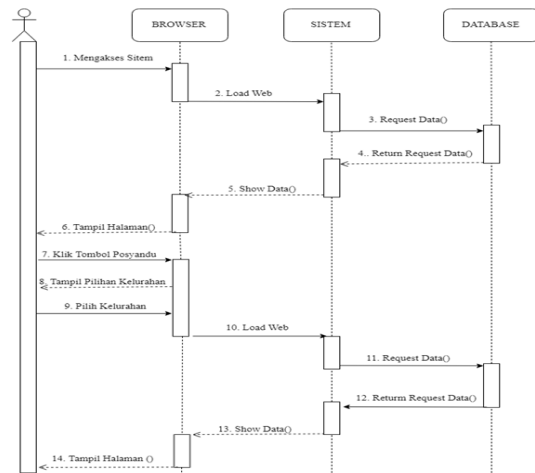 BROWSER
SISTEM
DATABASE
1. Mengakses Sitem
2. Load Web
3. Request Data()
4.. Return Request Data()
5. Show Data()
6. Tampil Halaman()
7. Klik Tombol Posyandu
8. Tampil Pilihan Kelurahan
9. Pilih Kelurahan
10. Load Web
11. Request Data()
12. Returm Request Data()
13. Show Data()
14. Tampil Halaman ()